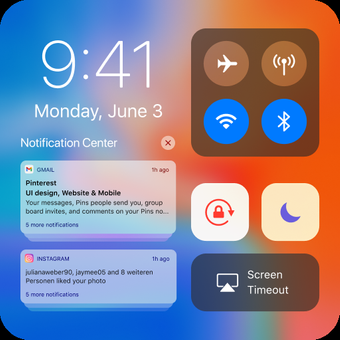 9:41
Monday, June 3
Notification Center
GMAIL 1h ago
Pinterest
UI design, Website & Mobile
Your messages, Pins people send you, group
board invites, and comments on your Pins no...
5 more notifications
INSTAGRAM 1h ago
julianaweber90, jaymee05 and 8 weiteren
Personen liked your photo
5 more notifications
Screen
Timeout